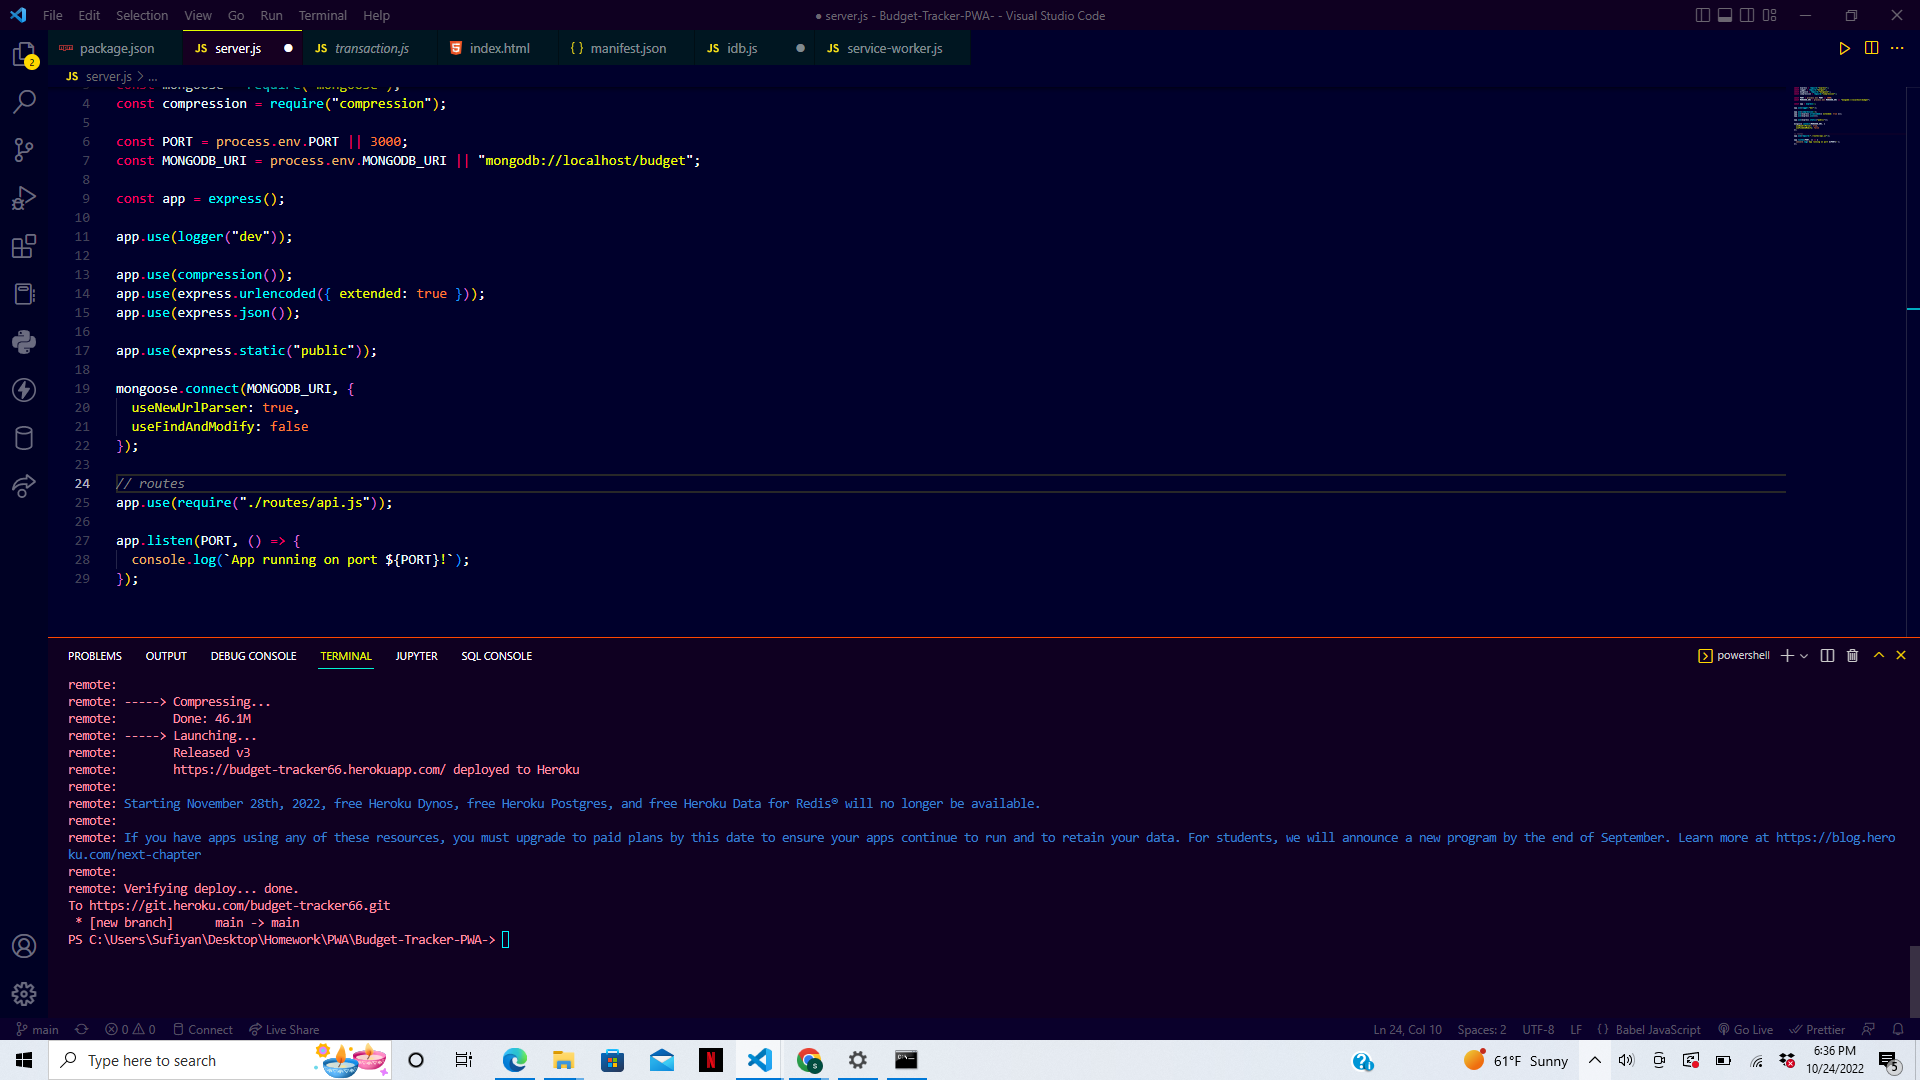 File Edit Selection View Go Run Terminal Help
● server.js - Budget-Tracker-PWA- - Visual Studio Code
package.json JS server.js JS transaction.js index.html {} manifest.json JS idb.js JS service-worker.js
JS server.js > ...
4 const compression = require("compression");
5
6 const PORT = process.env.PORT || 3000;
7 const MONGODB_URI = process.env.MONGODB_URI || "mongodb://localhost/budget";
8
9 const app = express();
10
11 app.use(logger("dev"));
12
13 app.use(compression());
14 app.use(express.urlencoded({ extended: true }));
15 app.use(express.json());
16
17 app.use(express.static("public"));
18
19 mongoose.connect(MONGODB_URI, {
20 useNewUrlParser: true,
21 useFindAndModify: false
22 });
23
24 // routes
25 app.use(require("./routes/api.js"));
26
27 app.listen(PORT, () => {
28 console.log(`App running on port ${PORT}!`);
29 });
PROBLEMS OUTPUT DEBUG CONSOLE TERMINAL JUPYTER SQL CONSOLE
powershell
remote:
remote: -----> Compressing...
remote: Done: 46.1M
remote: -----> Launching...
remote: Released v3
remote: https://budget-tracker66.herokuapp.com/ deployed to Heroku
remote:
remote: Starting November 28th, 2022, free Heroku Dynos, free Heroku Postgres, and free Heroku Data for Redis® will no longer be available.
remote:
remote: If you have apps using any of these resources, you must upgrade to paid plans by this date to ensure your apps continue to run and to retain your data. For students, we will announce a new program by the end of September. Learn more at https://blog.hero
ku.com/next-chapter
remote:
remote: Verifying deploy... done.
To https://git.heroku.com/budget-tracker66.git
* [new branch] main -> main
PS C:\Users\Sufiyan\Desktop\Homework\PWA\Budget-Tracker-PWA->
main 0 0 Connect Live Share
Ln 24, Col 10 Spaces: 2 UTF-8 LF {} Babel JavaScript Go Live Prettier
Type here to search
61°F Sunny
6:36 PM
10/24/2022
5
2